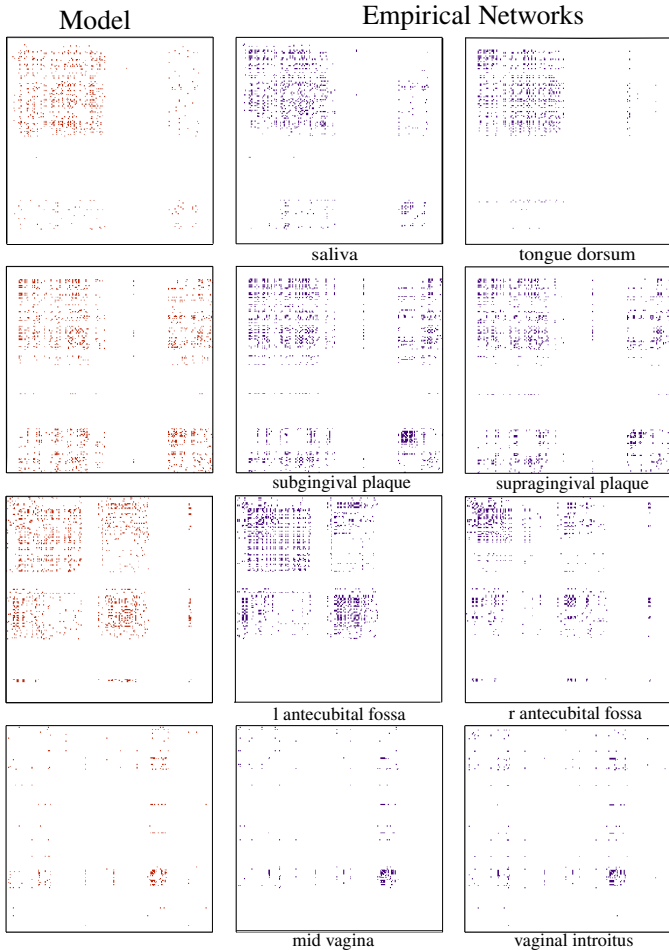 Model
Empirical Networks
saliva
tongue dorsum
subgingival plaque
supragingival plaque
l antecubital fossa
r antecubital fossa
mid vagina
vaginal introitus